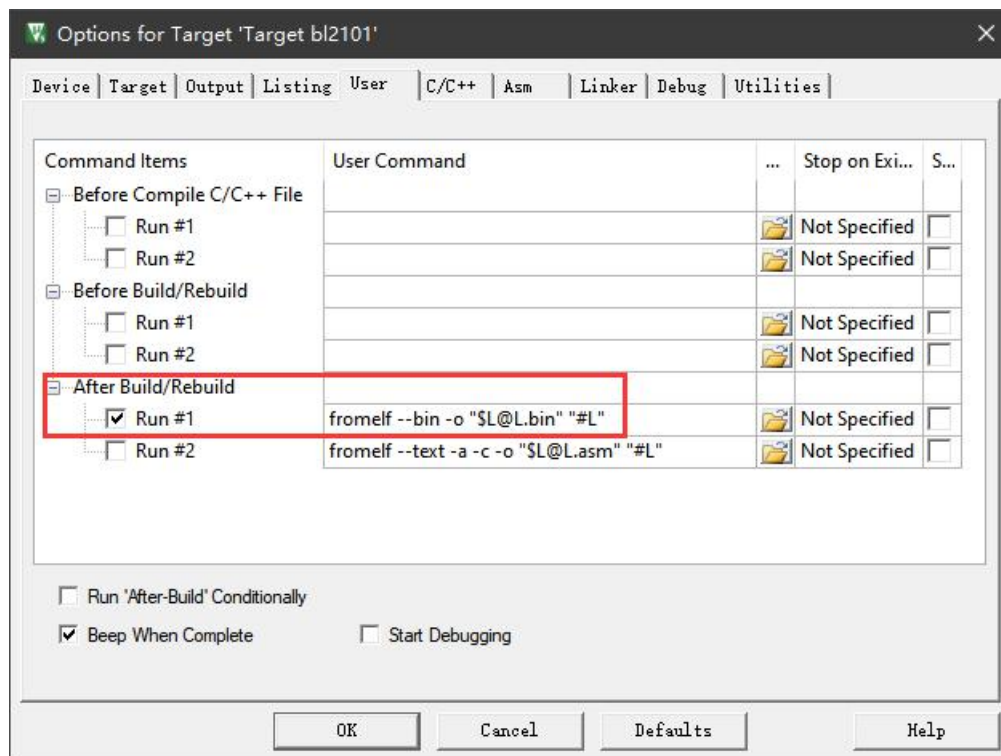 Options for Target 'Target bl2101'
Device Target Output Listing User C/C++ Asm Linker Debug Utilities
Command Items User Command ... Stop on Exi... S...
Before Compile C/C++ File
Run #1 Not Specified
Run #2 Not Specified
Before Build/Rebuild
Run #1 Not Specified
Run #2 Not Specified
After Build/Rebuild
Run #1 fromelf --bin -o "$L@L.bin" "#L" Not Specified
Run #2 fromelf --text -a -c -o "$L@L.asm" "#L" Not Specified
Run 'After-Build' Conditionally
Beep When Complete Start Debugging
OK Cancel Defaults Help